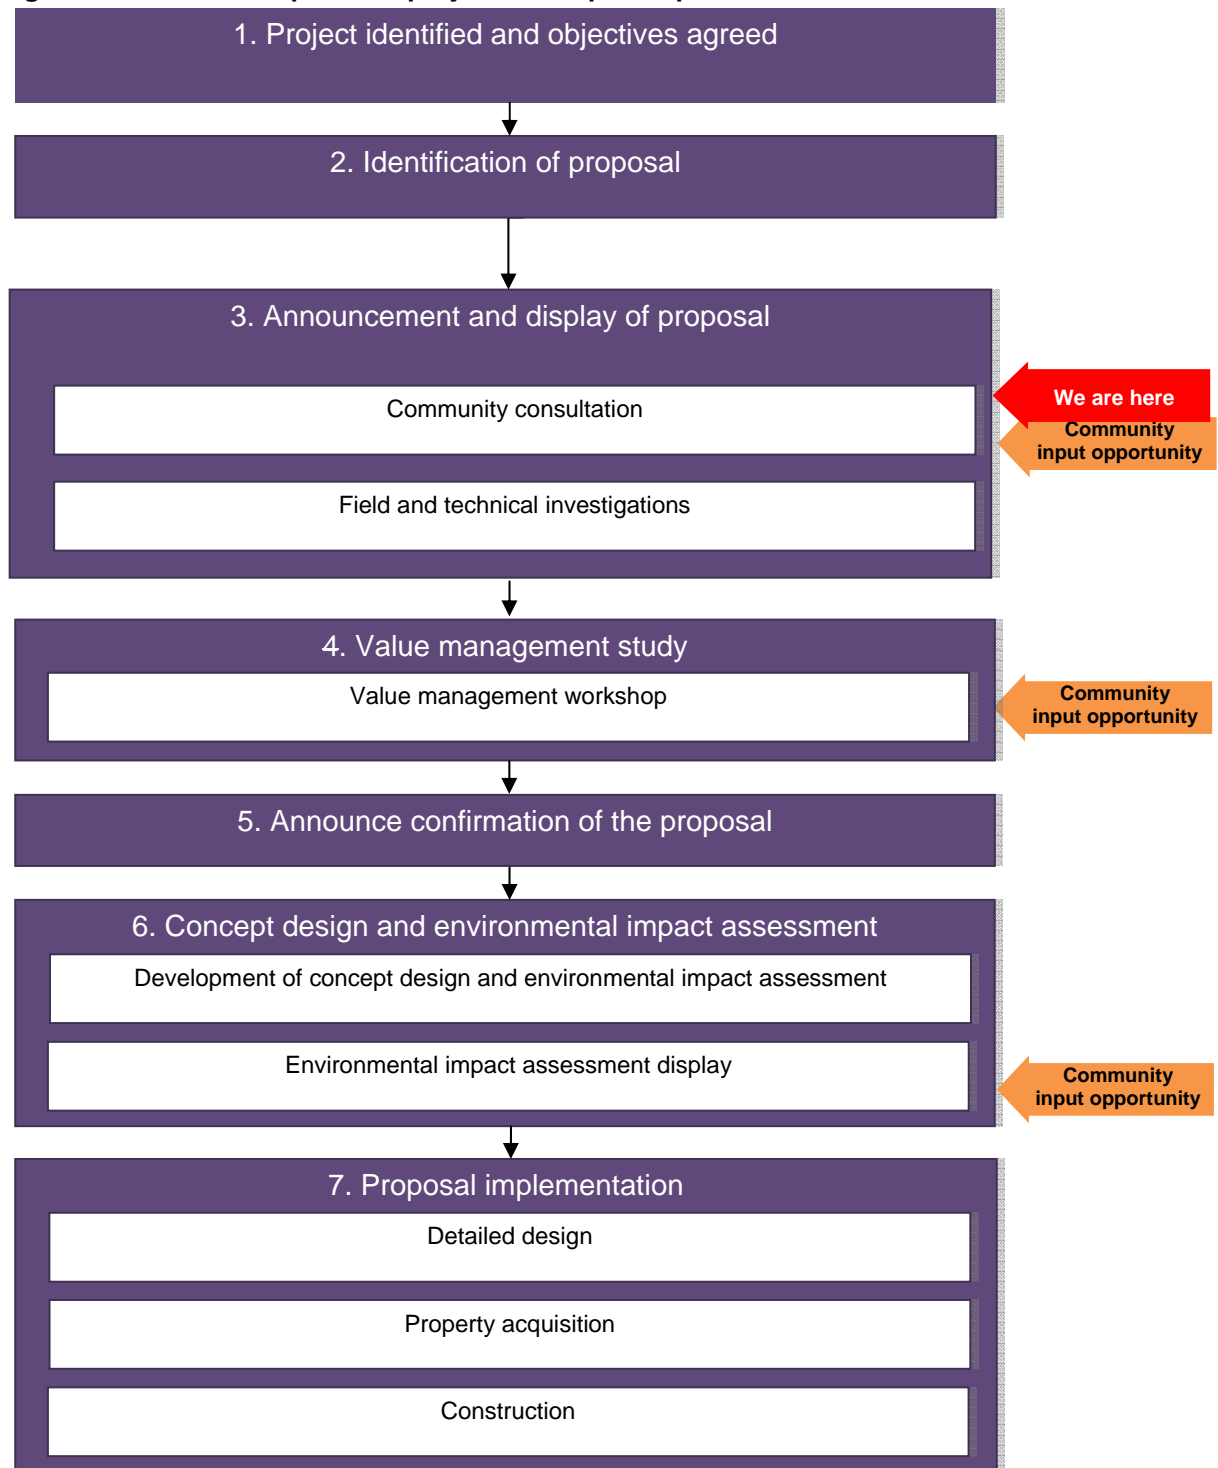 1. Project identified and objectives agreed
2. Identification of proposal
3. Announcement and display of proposal
Community consultation
We are here
Community
input opportunity
Field and technical investigations
4. Value management study
Value management workshop
Community
input opportunity
5. Announce confirmation of the proposal
6. Concept design and environmental impact assessment
Development of concept design and environmental impact assessment
Environmental impact assessment display
Community
input opportunity
7. Proposal implementation
Detailed design
Property acquisition
Construction